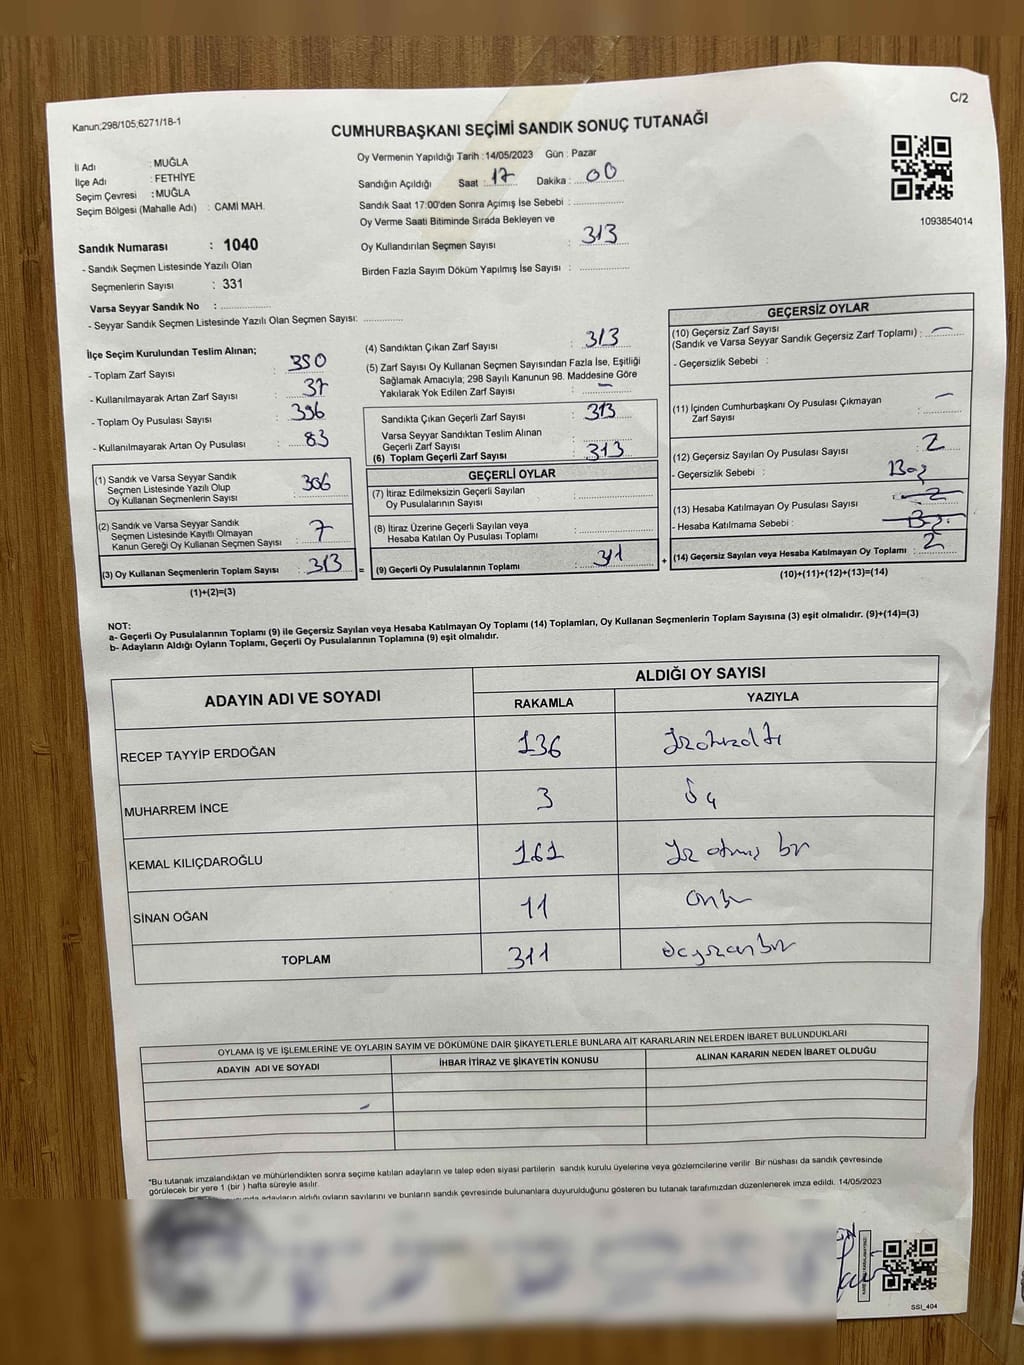 C/2
Kanun;298/105;6271/18-1
CUMHURBAŞKANI SEÇİMİ SANDIK SONUÇ TUTANAĞI
İl Adı : MUĞLA
İlçe Adı : FETHİYE
Seçim Çevresi : MUĞLA
Seçim Bölgesi (Mahalle Adı) : CAMİ MAH.
Sandık Numarası : 1040
- Sandık Seçmen Listesinde Yazılı Olan
Seçmenlerin Sayısı : 331
Varsa Seyyar Sandık No : ................
- Seyyar Sandık Seçmen Listesinde Yazılı Olan Seçmen Sayısı: ............
Oy Vermenin Yapıldığı Tarih : 14/05/2023 Gün : Pazar
Sandığın Açıldığı Saat : 17 Dakika : 00
Sandık Saat 17:00'den Sonra Açımış İse Sebebi : ................
Oy Verme Saati Bitiminde Sırada Bekleyen ve
Oy Kullandırılan Seçmen Sayısı : 313
Birden Fazla Sayım Döküm Yapılmış İse Sayısı : ................
1093854014
İlçe Seçim Kurulundan Teslim Alınan;
- Toplam Zarf Sayısı : 350
- Kullanılmayarak Artan Zarf Sayısı : 37
- Toplam Oy Pusulası Sayısı : 396
- Kullanılmayarak Artan Oy Pusulası : 83
(1) Sandık ve Varsa Seyyar Sandık
Seçmen Listesinde Yazılı Olup
Oy Kullanan Seçmenlerin Sayısı : 306
(2) Sandık ve Varsa Seyyar Sandık
Seçmen Listesinde Kayıtlı Olmayan
Kanun Gereği Oy Kullanan Seçmen Sayısı : 7
(3) Oy Kullanan Seçmenlerin Toplam Sayısı : 313
(1)+(2)=(3)
=
(4) Sandıktan Çıkan Zarf Sayısı : 313
(5) Zarf Sayısı Oy Kullanan Seçmen Sayısından Fazla İse, Eşitliği
Sağlamak Amacıyla, 298 Sayılı Kanunun 98. Maddesine Göre
Yakılarak Yok Edilen Zarf Sayısı : –
Sandıkta Çıkan Geçerli Zarf Sayısı : 313
Varsa Seyyar Sandıktan Teslim Alınan
Geçerli Zarf Sayısı :
(6) Toplam Geçerli Zarf Sayısı : 313
GEÇERLİ OYLAR
(7) İtiraz Edilmeksizin Geçerli Sayılan
Oy Pusulalarının Sayısı : ................
(8) İtiraz Üzerine Geçerli Sayılan veya
Hesaba Katılan Oy Pusulası Toplamı : ................
(9) Geçerli Oy Pusulalarının Toplamı : 311
+
GEÇERSİZ OYLAR
(10) Geçersiz Zarf Sayısı
(Sandık ve Varsa Seyyar Sandık Geçersiz Zarf Toplamı) : –
- Geçersizlik Sebebi :
(11) İçinden Cumhurbaşkanı Oy Pusulası Çıkmayan
Zarf Sayısı : –
(12) Geçersiz Sayılan Oy Pusulası Sayısı : 2
- Geçersizlik Sebebi : Boş
(13) Hesaba Katılmayan Oy Pusulası Sayısı : 2
- Hesaba Katılmama Sebebi :
(14) Geçersiz Sayılan veya Hesaba Katılmayan Oy Toplamı : 2
(10)+(11)+(12)+(13)=(14)
NOT:
a- Geçerli Oy Pusulalarının Toplamı (9) ile Geçersiz Sayılan veya Hesaba Katılmayan Oy Toplamı (14) Toplamları, Oy Kullanan Seçmenlerin Toplam Sayısına (3) eşit olmalıdır. (9)+(14)=(3)
b- Adayların Aldığı Oyların Toplamı, Geçerli Oy Pusulalarının Toplamına (9) eşit olmalıdır.
ADAYIN ADI VE SOYADI ALDIĞI OY SAYISI
RAKAMLA YAZIYLA
RECEP TAYYİP ERDOĞAN 136 Yüzotuzaltı
MUHARREM İNCE 3 üç
KEMAL KILIÇDAROĞLU 161 Yüz atmış bir
SİNAN OĞAN 11 onbir
TOPLAM 311 üçyüzonbir
OYLAMA İŞ VE İŞLEMLERİNE VE OYLARIN SAYIM VE DÖKÜMÜNE DAİR ŞİKAYETLERLE BUNLARA AİT KARARLARIN NELERDEN İBARET BULUNDUKLARI
ADAYIN ADI VE SOYADI İHBAR İTİRAZ VE ŞİKAYETİN KONUSU ALINAN KARARIN NEDEN İBARET OLDUĞU
*Bu tutanak imzalandıktan ve mühürlendikten sonra seçime katılan adayların ve talep eden siyasi partilerin sandık kurulu üyelerine veya gözlemcilerine verilir. Bir nüshası da sandık çevresinde
görülecek bir yere 1 (bir ) hafta süreyle asılır.
adayların aldığı oyların sayılarını ve bunların sandık çevresinde bulunanlara duyurulduğunu gösteren bu tutanak tarafımızdan düzenlenerek imza edildi. 14/05/2023
SSI_404